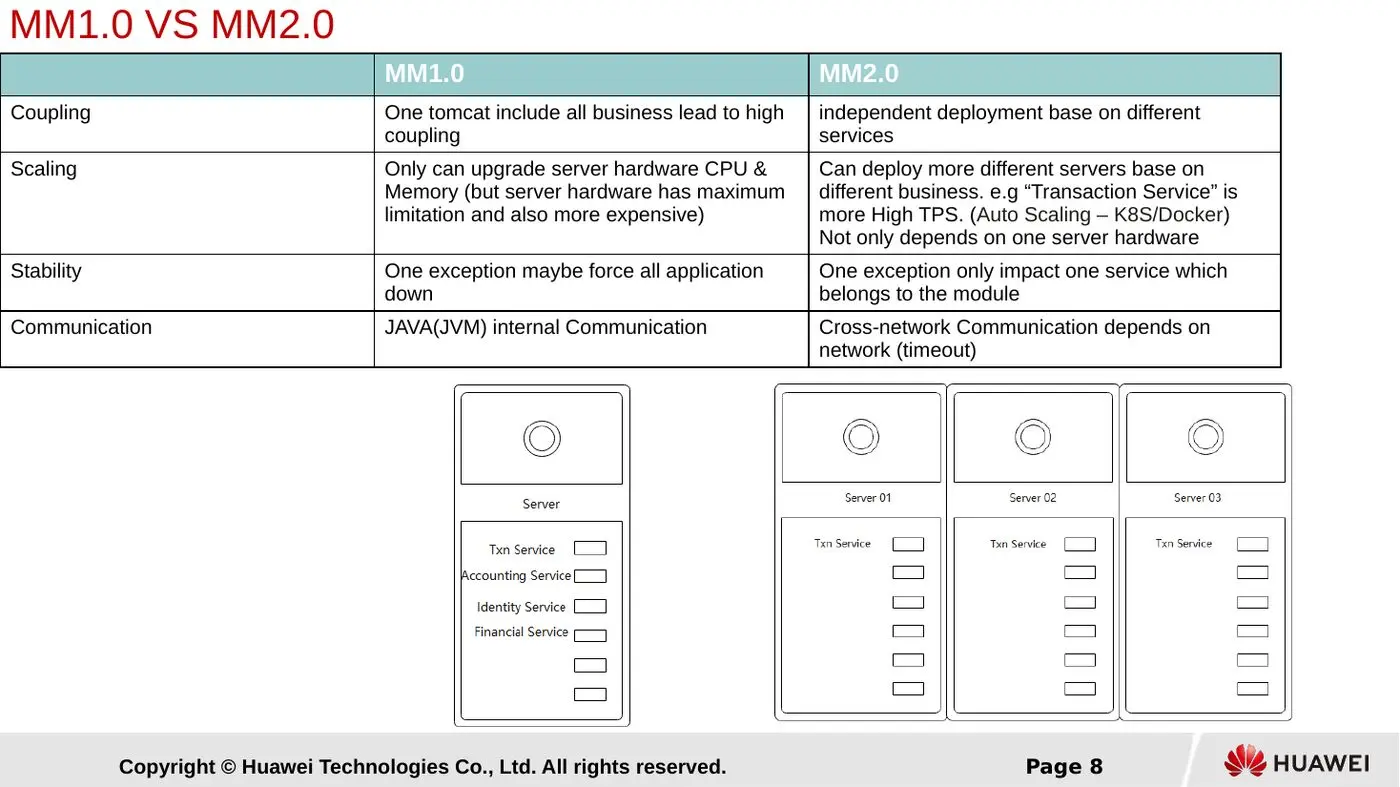 MM1.0 VS MM2.0
MM1.0
MM2.0
Coupling
One tomcat include all business lead to high
coupling
independent deployment base on different
services
Scaling
Only can upgrade server hardware CPU &
Memory (but server hardware has maximum
limitation and also more expensive)
Can deploy more different servers base on
different business. e.g “Transaction Service” is
more High TPS. (Auto Scaling – K8S/Docker)
Not only depends on one server hardware
Stability
One exception maybe force all application
down
One exception only impact one service which
belongs to the module
Communication
JAVA(JVM) internal Communication
Cross-network Communication depends on
network (timeout)
Server
Txn Service
Accounting Service
Identity Service
Financial Service
Server 01
Txn Service
Server 02
Txn Service
Server 03
Txn Service
Copyright © Huawei Technologies Co., Ltd. All rights reserved.
Page 8
HUAWEI